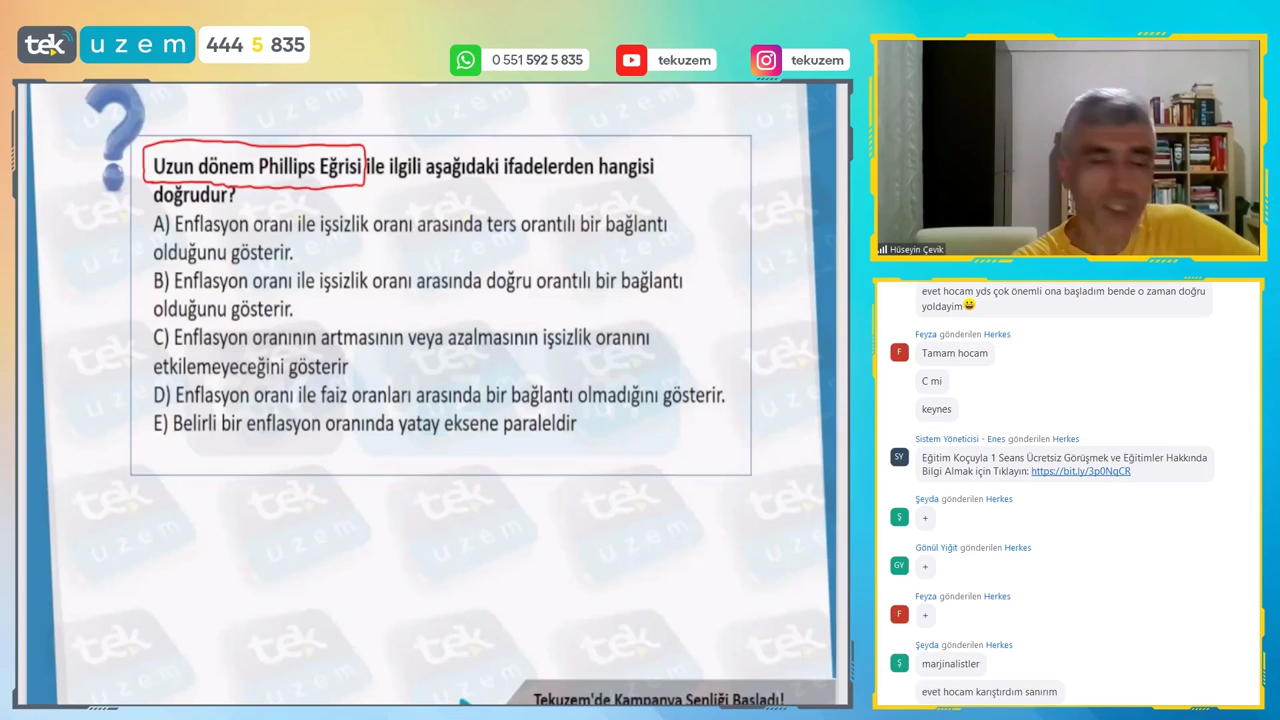 tek
uzem
444 5 835
0 551 592 5 835
tekuzem
tekuzem
Uzun dönem Phillips Eğrisi ile ilgili aşağıdaki ifadelerden hangisi
doğrudur?
A) Enflasyon oranı ile işsizlik oranı arasında ters orantılı bir bağlantı
olduğunu gösterir.
B) Enflasyon oranı ile işsizlik oranı arasında doğru orantılı bir bağlantı
olduğunu gösterir.
C) Enflasyon oranının artmasının veya azalmasının işsizlik oranını
etkilemeyeceğini gösterir
D) Enflasyon oranı ile faiz oranları arasında bir bağlantı olmadığını gösterir.
E) Belirli bir enflasyon oranında yatay eksene paraleldir
Tekuzem'de Kampanya Şenliği Başladı!
Hüseyin Çevik
evet hocam yds çok önemli ona başladım bende o zaman doğru
yoldayim
Feyza gönderilen Herkes
F
Tamam hocam
C mi
keynes
Sistem Yöneticisi - Enes gönderilen Herkes
SY
Eğitim Koçuyla 1 Seans Ücretsiz Görüşmek ve Eğitimler Hakkında
Bilgi Almak için Tıklayın: https://bit.ly/3p0NqCR
Şeyda gönderilen Herkes
Ş
+
Gönül Yiğit gönderilen Herkes
GY
+
Feyza gönderilen Herkes
F
+
Şeyda gönderilen Herkes
Ş
marjinalistler
evet hocam karıştırdım sanırım